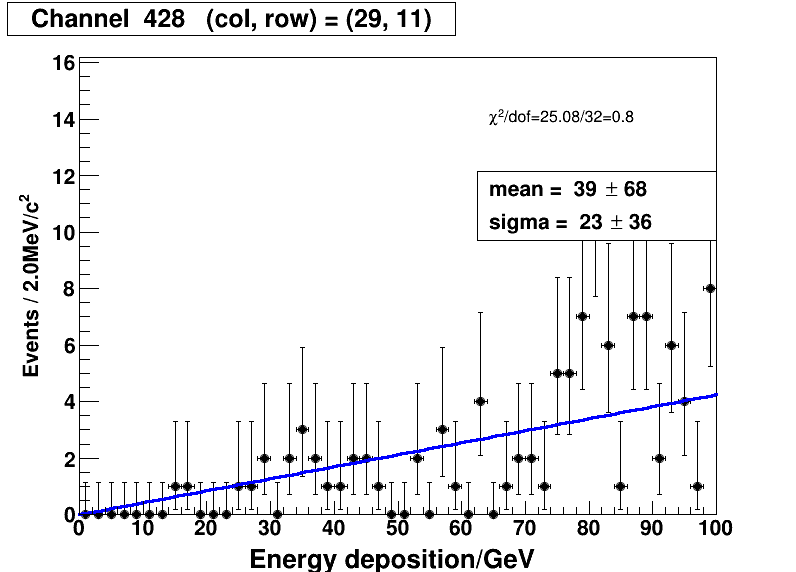 Channel 428 (col, row) = (29, 11)
16
14
12
10
8
6
4
2
0
Events / 2.0MeV/c²
χ²/dof=25.08/32=0.8
mean = 39 ± 68
sigma = 23 ± 36
0 10 20 30 40 50 60 70 80 90 100
Energy deposition/GeV